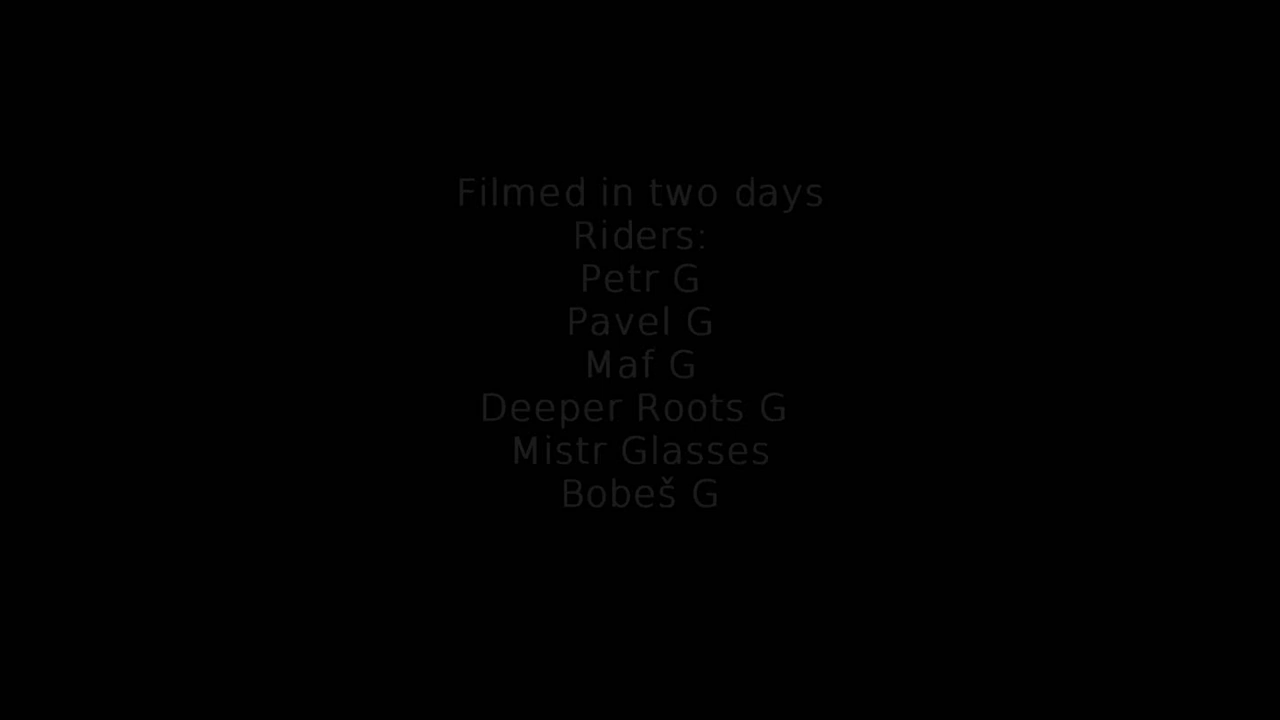 Filmed in two days
Riders:
Petr G
Pavel G
Maf G
Deeper Roots G
Mistr Glasses
Bobeš G